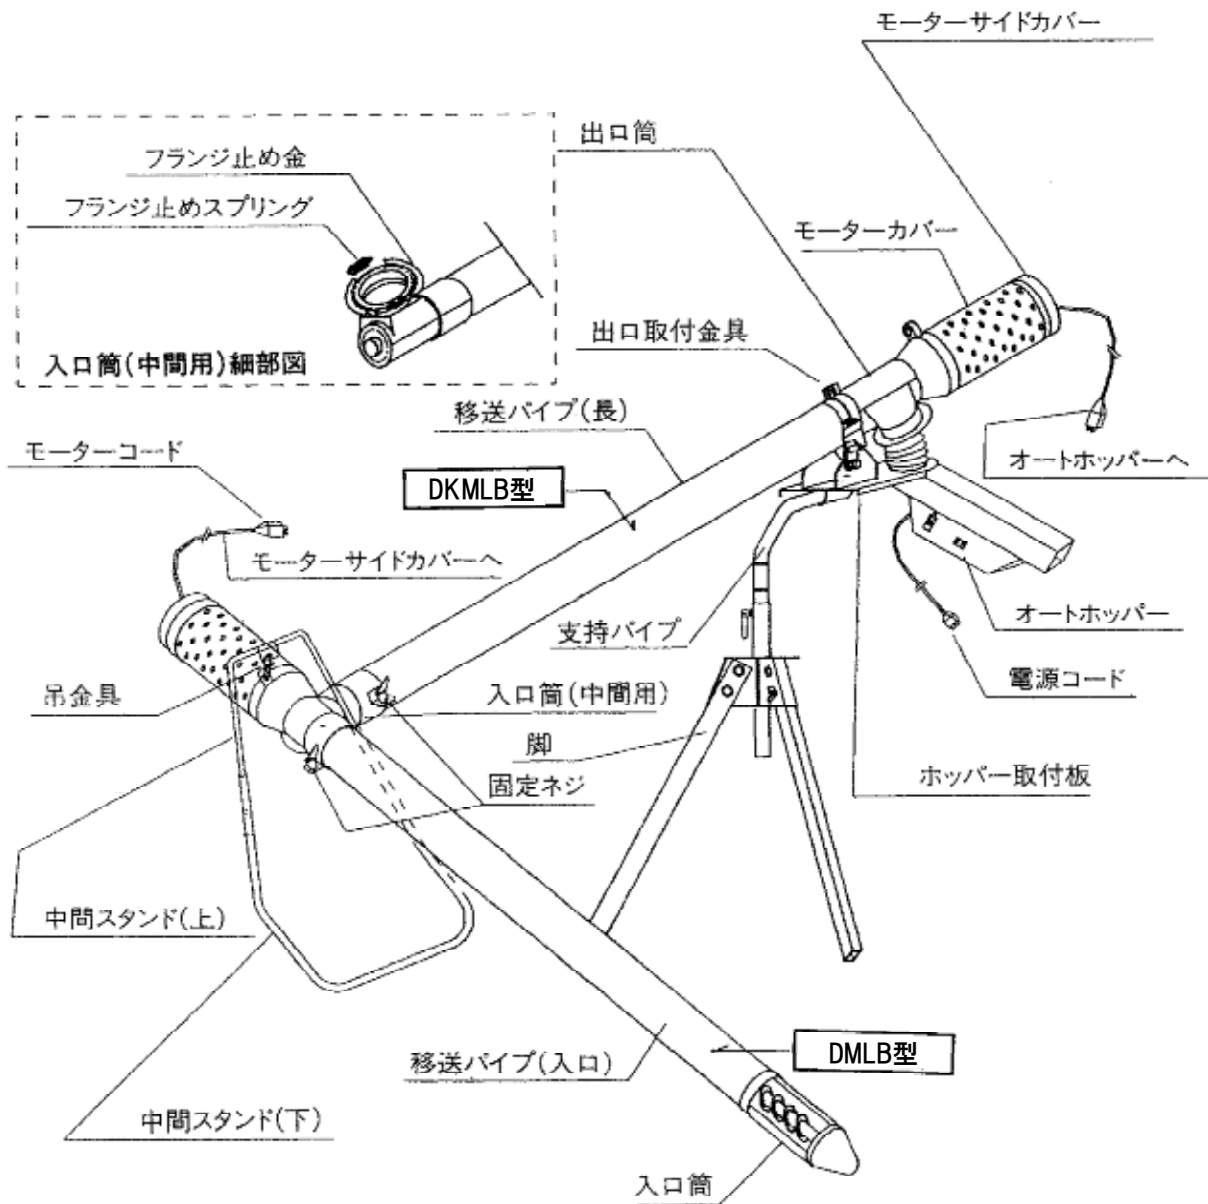 モーターサイドカバー
出口筒
フランジ止め金
フランジ止めスプリング
モーターカバー
出口取付金具
入口筒(中間用)細部図
移送パイプ(長)
モーターコード
オートホッパーへ
DKMLB型
モーターサイドカバーへ
オートホッパー
支持パイプ
電源コード
吊金具
入口筒(中間用)
脚
ホッパー取付板
固定ネジ
中間スタンド(上)
DMLB型
移送パイプ(入口)
中間スタンド(下)
入口筒